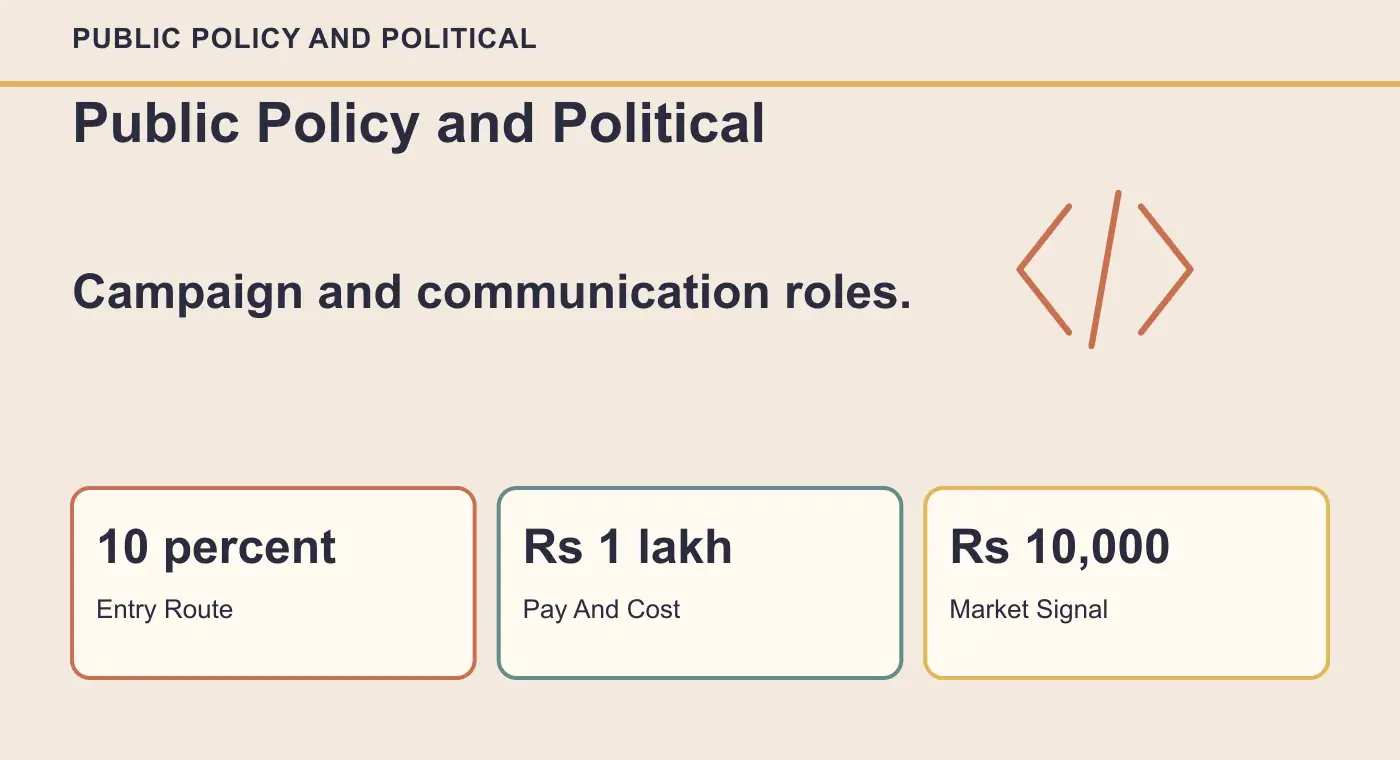 PUBLIC POLICY AND POLITICAL
Public Policy and Political
Campaign and communication roles.
10 percent
Entry Route
Rs 1 lakh
Pay And Cost
Rs 10,000
Market Signal